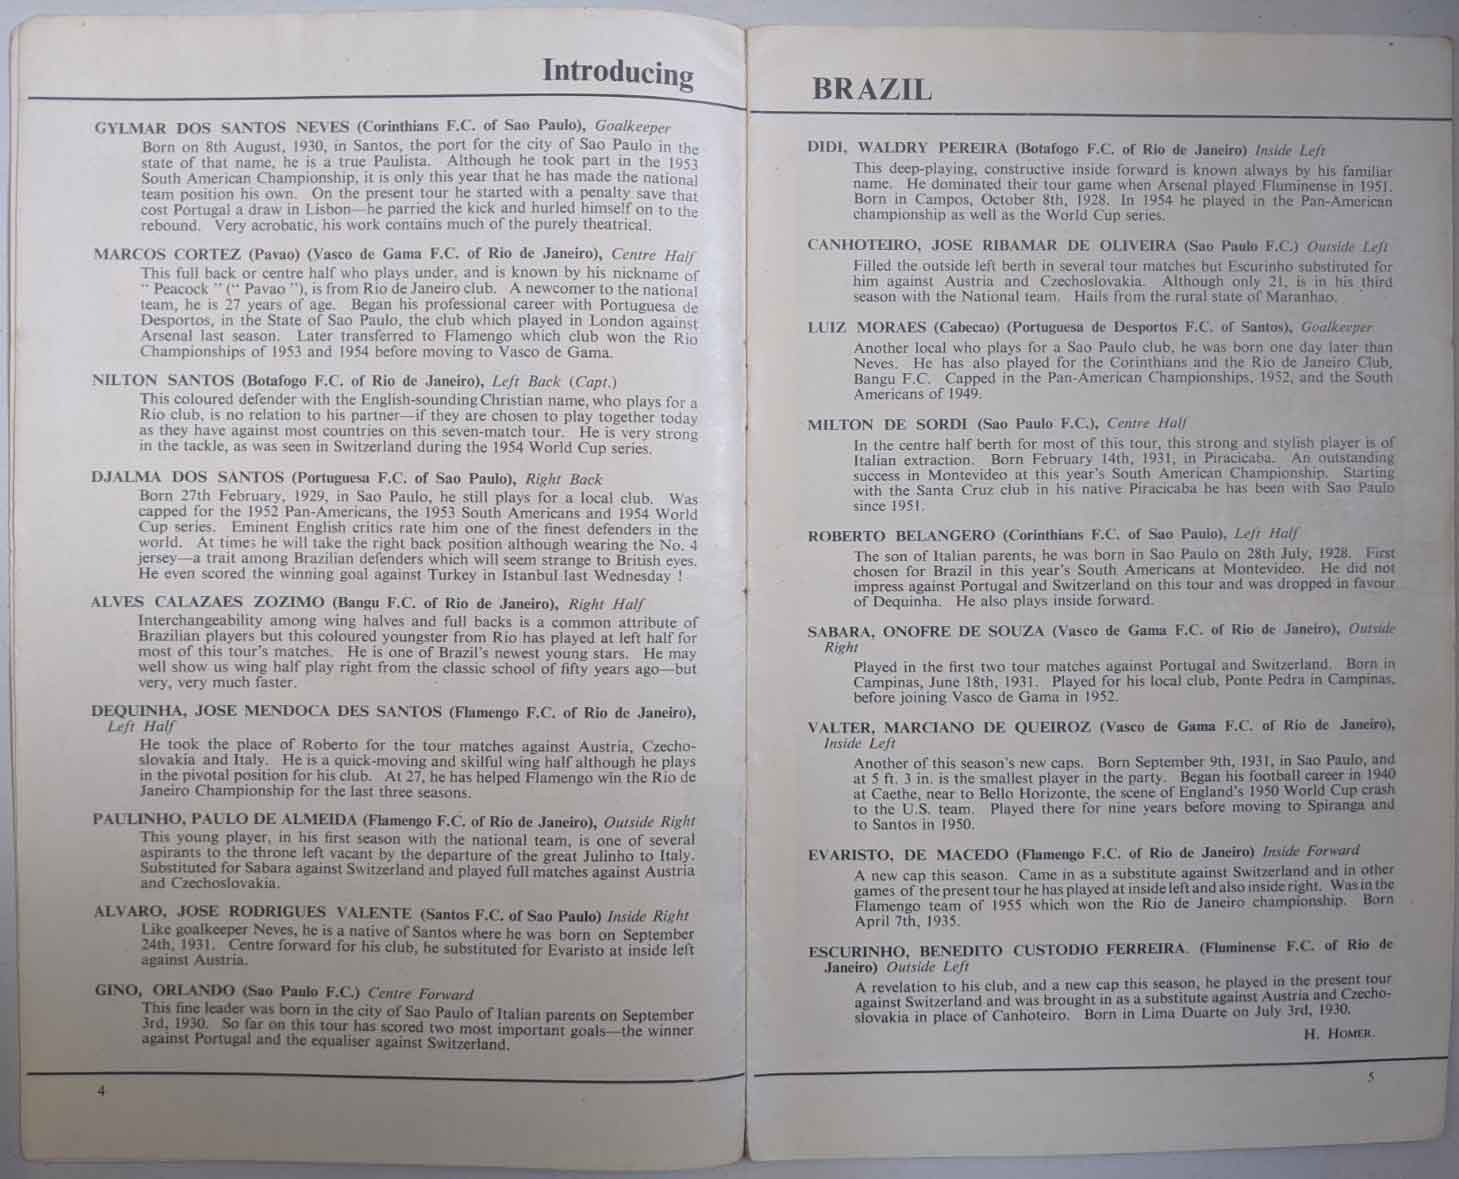 Introducing
GYLMAR DOS SANTOS NEVES (Corinthians F.C. of Sao Paulo), Goalkeeper
Born on 8th August, 1930, in Santos, the port for the city of Sao Paulo in the
state of that name, he is a true Paulista. Although he took part in the 1953
South American Championship, it is only this year that he has made the national
team position his own. On the present tour he started with a penalty save that
cost Portugal a draw in Lisbon—he parried the kick and hurled himself on to the
rebound. Very acrobatic, his work contains much of the purely theatrical.
MARCOS CORTEZ (Pavao) (Vasco de Gama F.C. of Rio de Janeiro), Centre Half
This full back or centre half who plays under, and is known by his nickname of
“ Peacock ” (“ Pavao ”), is from Rio de Janeiro club. A newcomer to the national
team, he is 27 years of age. Began his professional career with Portuguesa de
Desportos, in the State of Sao Paulo, the club which played in London against
Arsenal last season. Later transferred to Flamengo which club won the Rio
Championships of 1953 and 1954 before moving to Vasco de Gama.
NILTON SANTOS (Botafogo F.C. of Rio de Janeiro), Left Back (Capt.)
This coloured defender with the English-sounding Christian name, who plays for a
Rio club, is no relation to his partner—if they are chosen to play together today
as they have against most countries on this seven-match tour. He is very strong
in the tackle, as was seen in Switzerland during the 1954 World Cup series.
DJALMA DOS SANTOS (Portuguesa F.C. of Sao Paulo), Right Back
Born 27th February, 1929, in Sao Paulo, he still plays for a local club. Was
capped for the 1952 Pan-Americans, the 1953 South Americans and 1954 World
Cup series. Eminent English critics rate him one of the finest defenders in the
world. At times he will take the right back position although wearing the No. 4
jersey—a trait among Brazilian defenders which will seem strange to British eyes.
He even scored the winning goal against Turkey in Istanbul last Wednesday !
ALVES CALAZAES ZOZIMO (Bangu F.C. of Rio de Janeiro), Right Half
Interchangeability among wing halves and full backs is a common attribute of
Brazilian players but this coloured youngster from Rio has played at left half for
most of this tour's matches. He is one of Brazil's newest young stars. He may
well show us wing half play right from the classic school of fifty years ago—but
very, very much faster.
DEQUINHA, JOSE MENDOCA DES SANTOS (Flamengo F.C. of Rio de Janeiro),
Left Half
He took the place of Roberto for the tour matches against Austria, Czecho-
slovakia and Italy. He is a quick-moving and skilful wing half although he plays
in the pivotal position for his club. At 27, he has helped Flamengo win the Rio de
Janeiro Championship for the last three seasons.
PAULINHO, PAULO DE ALMEIDA (Flamengo F.C. of Rio de Janeiro), Outside Right
This young player, in his first season with the national team, is one of several
aspirants to the throne left vacant by the departure of the great Julinho to Italy.
Substituted for Sabara against Switzerland and played full matches against Austria
and Czechoslovakia.
ALVARO, JOSE RODRIGUES VALENTE (Santos F.C. of Sao Paulo) Inside Right
Like goalkeeper Neves, he is a native of Santos where he was born on September
24th, 1931. Centre forward for his club, he substituted for Evaristo at inside left
against Austria.
GINO, ORLANDO (Sao Paulo F.C.) Centre Forward
This fine leader was born in the city of Sao Paulo of Italian parents on September
3rd, 1930. So far on this tour has scored two most important goals—the winner
against Portugal and the equaliser against Switzerland.
4
BRAZIL
DIDI, WALDRY PEREIRA (Botafogo F.C. of Rio de Janeiro) Inside Left
This deep-playing, constructive inside forward is known always by his familiar
name. He dominated their tour game when Arsenal played Fluminense in 1951.
Born in Campos, October 8th, 1928. In 1954 he played in the Pan-American
championship as well as the World Cup series.
CANHOTEIRO, JOSE RIBAMAR DE OLIVEIRA (Sao Paulo F.C.) Outside Left
Filled the outside left berth in several tour matches but Escurinho substituted for
him against Austria and Czechoslovakia. Although only 21, is in his third
season with the National team. Hails from the rural state of Maranhao.
LUIZ MORAES (Cabecao) (Portuguesa de Desportos F.C. of Santos), Goalkeeper
Another local who plays for a Sao Paulo club, he was born one day later than
Neves. He has also played for the Corinthians and the Rio de Janeiro Club,
Bangu F.C. Capped in the Pan-American Championships, 1952, and the South
Americans of 1949.
MILTON DE SORDI (Sao Paulo F.C.), Centre Half
In the centre half berth for most of this tour, this strong and stylish player is of
Italian extraction. Born February 14th, 1931, in Piracicaba. An outstanding
success in Montevideo at this year's South American Championship. Starting
with the Santa Cruz club in his native Piracicaba he has been with Sao Paulo
since 1951.
ROBERTO BELANGERO (Corinthians F.C. of Sao Paulo), Left Half
The son of Italian parents, he was born in Sao Paulo on 28th July, 1928. First
chosen for Brazil in this year's South Americans at Montevideo. He did not
impress against Portugal and Switzerland on this tour and was dropped in favour
of Dequinha. He also plays inside forward.
SABARA, ONOFRE DE SOUZA (Vasco de Gama F.C. of Rio de Janeiro), Outside
Right
Played in the first two tour matches against Portugal and Switzerland. Born in
Campinas, June 18th, 1931. Played for his local club, Ponte Pedra in Campinas,
before joining Vasco de Gama in 1952.
VALTER, MARCIANO DE QUEIROZ (Vasco de Gama F.C. of Rio de Janeiro),
Inside Left
Another of this season's new caps. Born September 9th, 1931, in Sao Paulo, and
at 5 ft. 3 in. is the smallest player in the party. Began his football career in 1940
at Caethe, near to Bello Horizonte, the scene of England's 1950 World Cup crash
to the U.S. team. Played there for nine years before moving to Spiranga and
to Santos in 1950.
EVARISTO, DE MACEDO (Flamengo F.C. of Rio de Janeiro) Inside Forward
A new cap this season. Came in as a substitute against Switzerland and in other
games of the present tour he has played at inside left and also inside right. Was in the
Flamengo team of 1955 which won the Rio de Janeiro championship. Born
April 7th, 1935.
ESCURINHO, BENEDITO CUSTODIO FERREIRA. (Fluminense F.C. of Rio de
Janeiro) Outside Left
A revelation to his club, and a new cap this season, he played in the present tour
against Switzerland and was brought in as a substitute against Austria and Czecho-
slovakia in place of Canhoteiro. Born in Lima Duarte on July 3rd, 1930.
H. HOMER.
5